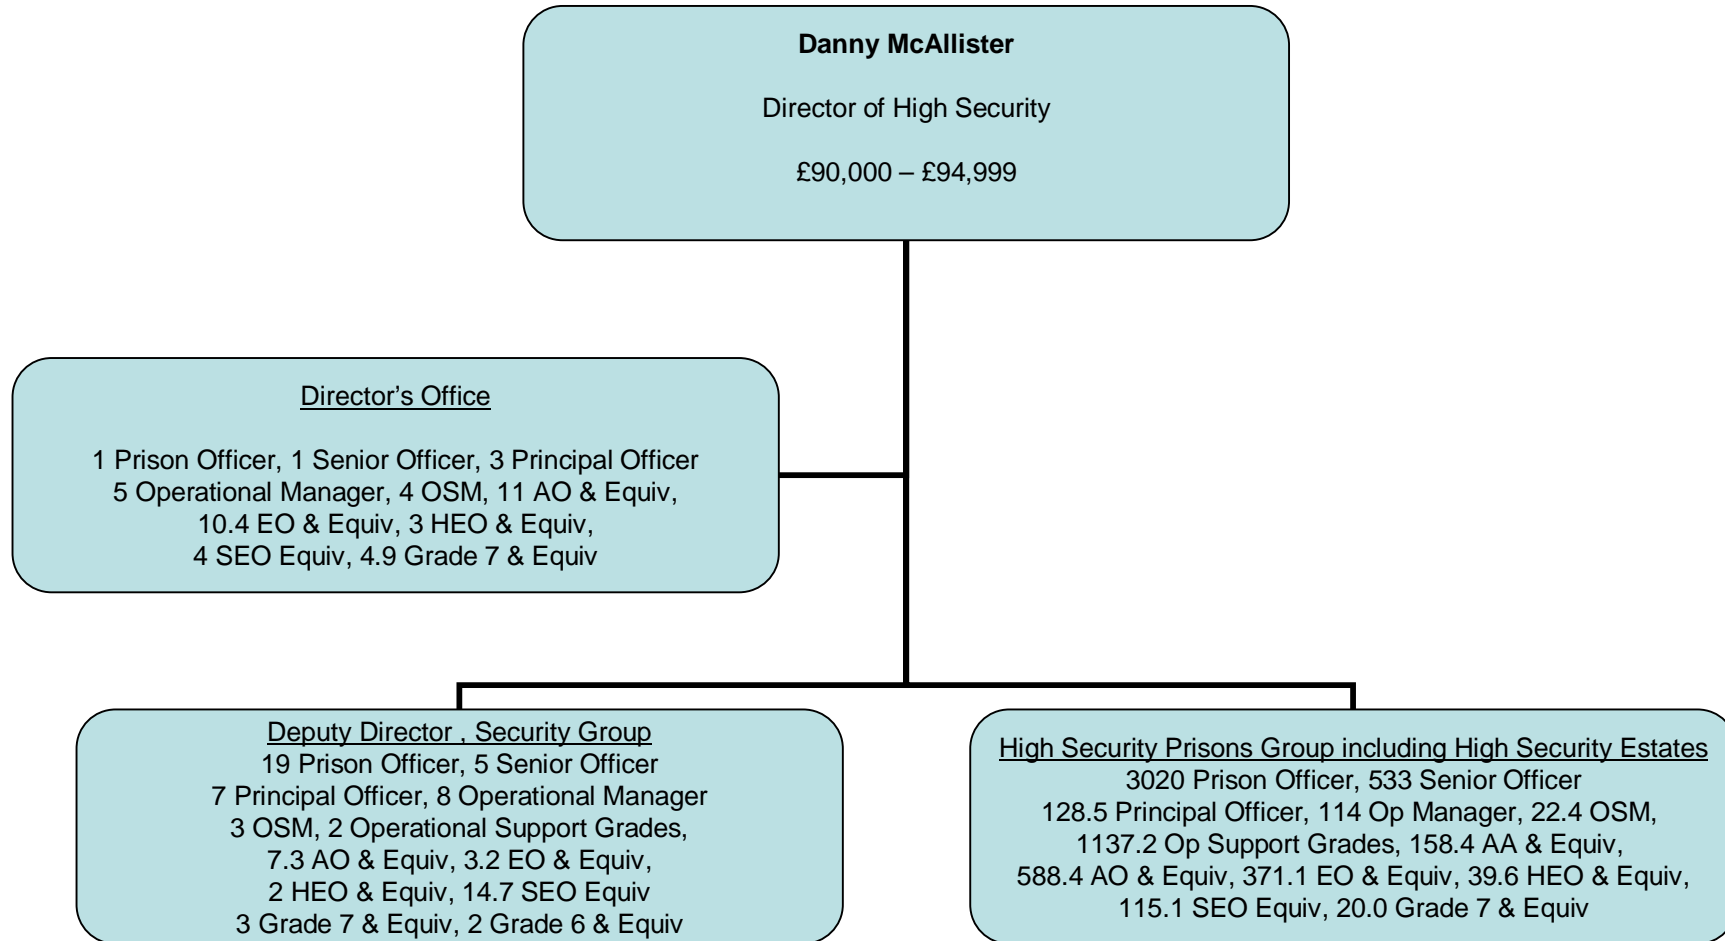 Danny McAllister
Director of High Security
£90,000 – £94,999
Director’s Office
1 Prison Officer, 1 Senior Officer, 3 Principal Officer
5 Operational Manager, 4 OSM, 11 AO & Equiv,
10.4 EO & Equiv, 3 HEO & Equiv,
4 SEO Equiv, 4.9 Grade 7 & Equiv
Deputy Director , Security Group
19 Prison Officer, 5 Senior Officer
7 Principal Officer, 8 Operational Manager
3 OSM, 2 Operational Support Grades,
7.3 AO & Equiv, 3.2 EO & Equiv,
2 HEO & Equiv, 14.7 SEO Equiv
3 Grade 7 & Equiv, 2 Grade 6 & Equiv
High Security Prisons Group including High Security Estates
3020 Prison Officer, 533 Senior Officer
128.5 Principal Officer, 114 Op Manager, 22.4 OSM,
1137.2 Op Support Grades, 158.4 AA & Equiv,
588.4 AO & Equiv, 371.1 EO & Equiv, 39.6 HEO & Equiv,
115.1 SEO Equiv, 20.0 Grade 7 & Equiv